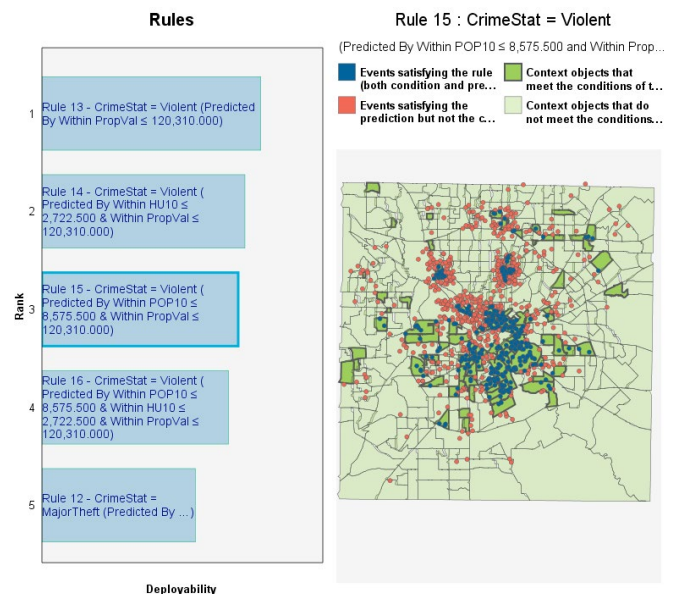 Rules
1
Rule 13 - CrimeStat = Violent (Predicted
By Within PropVal ≤ 120,310.000)
2
Rule 14 - CrimeStat = Violent (
Predicted By Within HU10 ≤
2,722.500 & Within PropVal ≤
120,310.000)
Rank
3
Rule 15 - CrimeStat = Violent (
Predicted By Within POP10 ≤
8,575.500 & Within PropVal ≤
120,310.000)
4
Rule 16 - CrimeStat = Violent (
Predicted By Within POP10 ≤
8,575.500 & Within HU10 ≤
2,722.500 & Within PropVal ≤
120,310.000)
5
Rule 12 - CrimeStat =
MajorTheft (Predicted By ...)
Deployability
Rule 15 : CrimeStat = Violent
(Predicted By Within POP10 ≤ 8,575.500 and Within Prop...
Events satisfying the rule
(both condition and pre...
Context objects that
meet the conditions of t...
Events satisfying the
prediction but not the c...
Context objects that do
not meet the conditions...